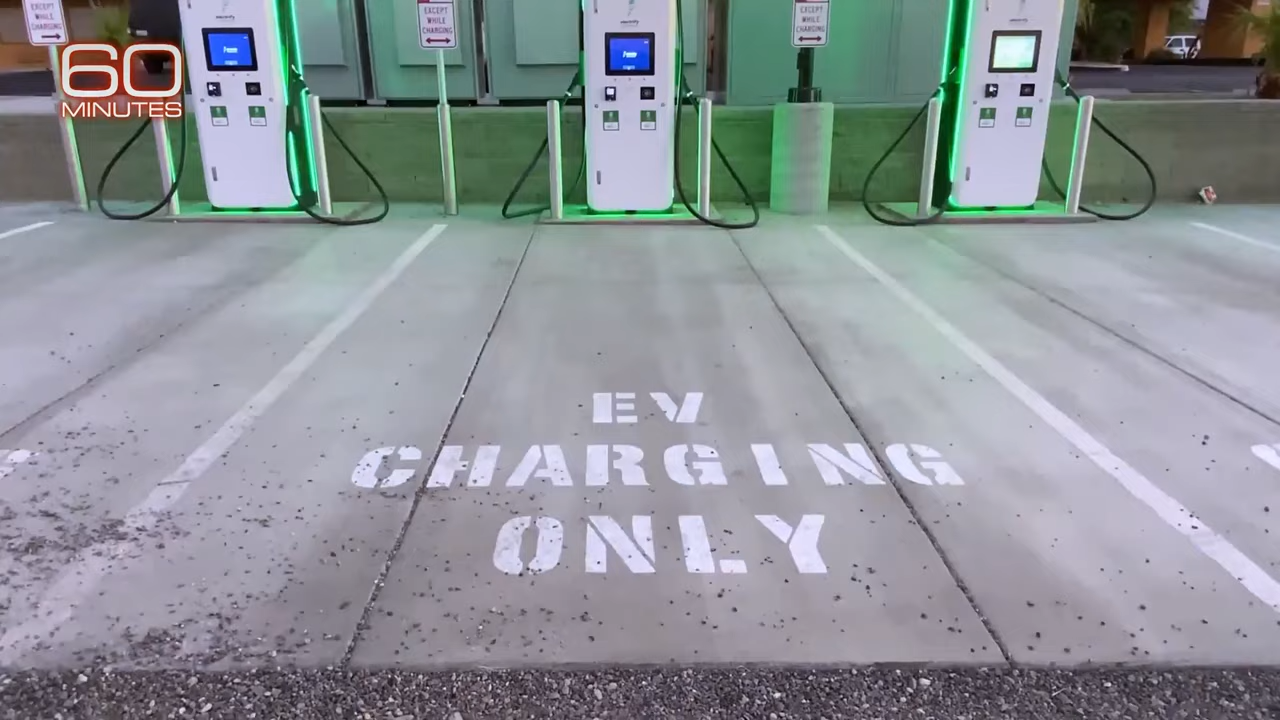 60
MINUTES
EXCEPT
WHILE
CHARGING
EXCEPT
WHILE
CHARGING
EXCEPT
WHILE
CHARGING
EV
CHARGING
ONLY